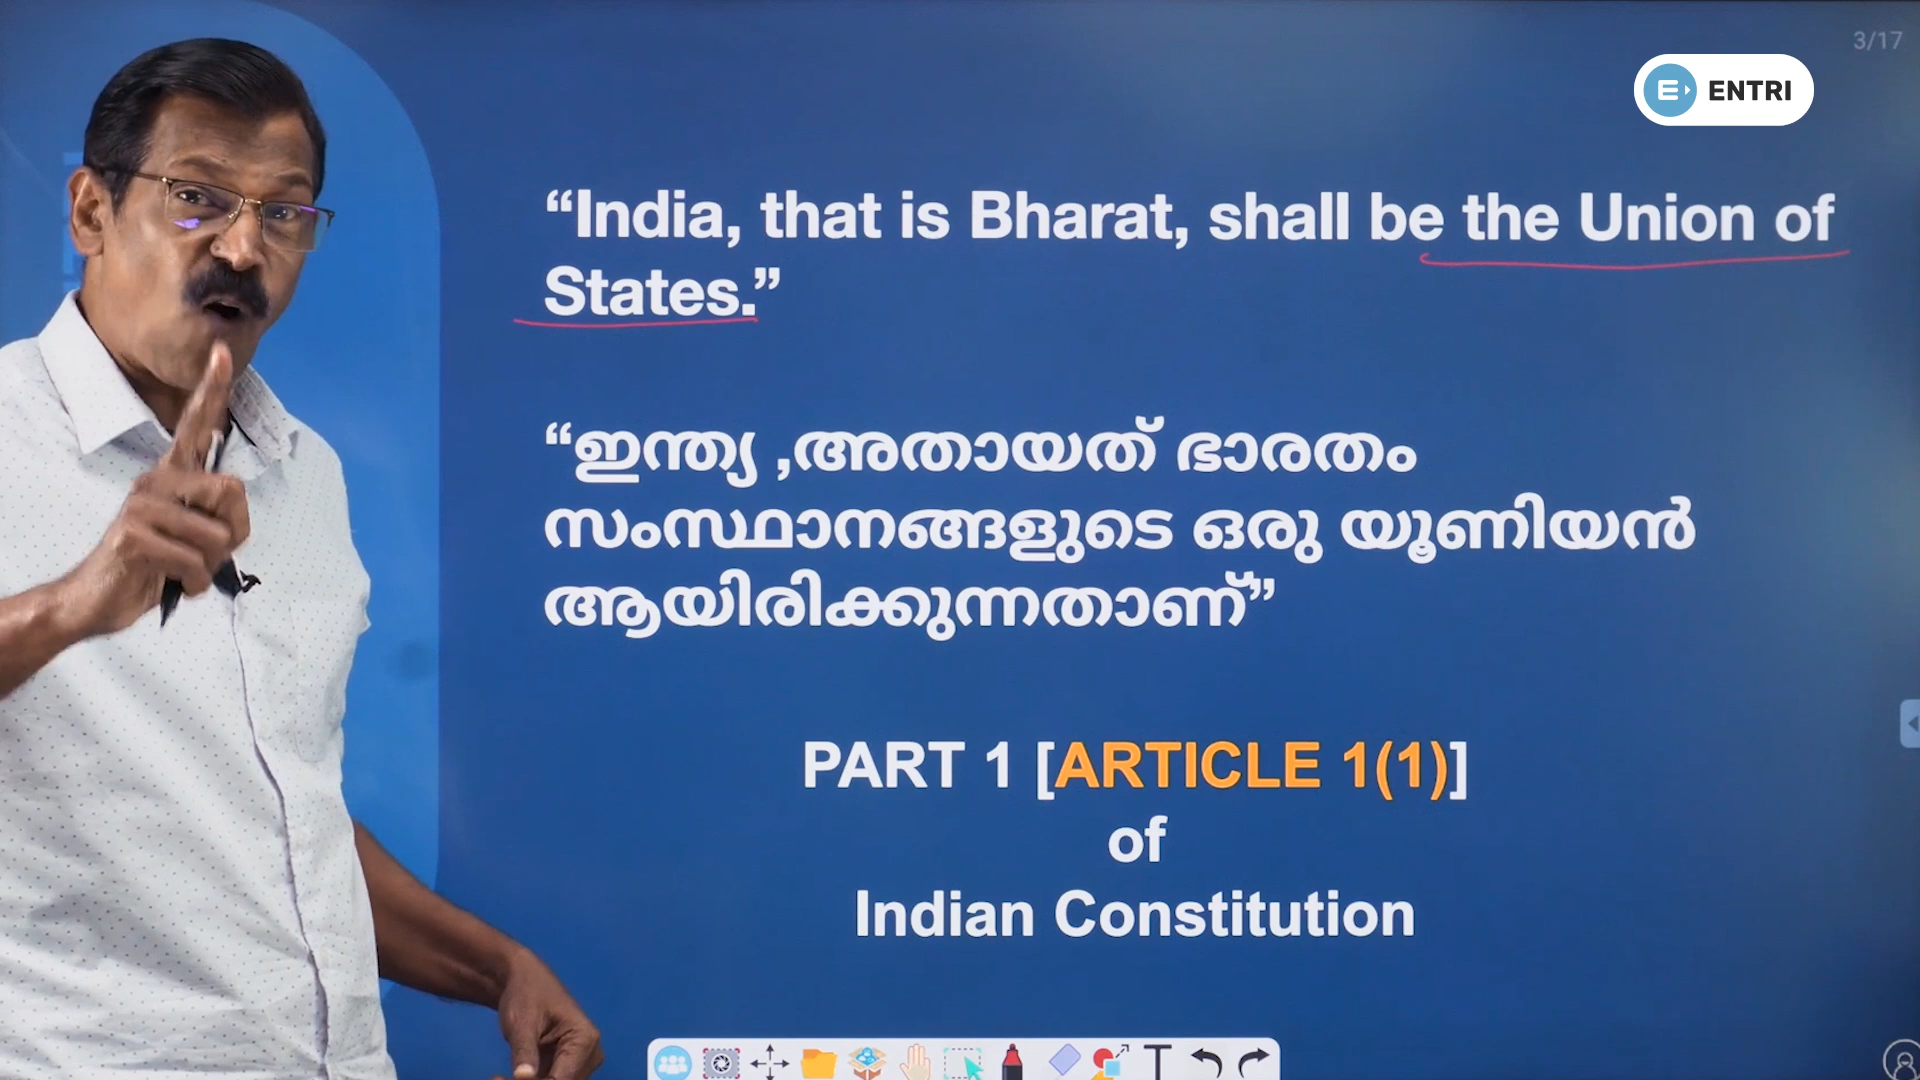 3/17
ENTRI
“India, that is Bharat, shall be the Union of
States.”
“ഇന്ത്യ ,അതായത് ഭാരതം
സംസ്ഥാനങ്ങളുടെ ഒരു യൂണിയൻ
ആയിരിക്കുന്നതാണ്”
PART 1 [ARTICLE 1(1)]
of
Indian Constitution